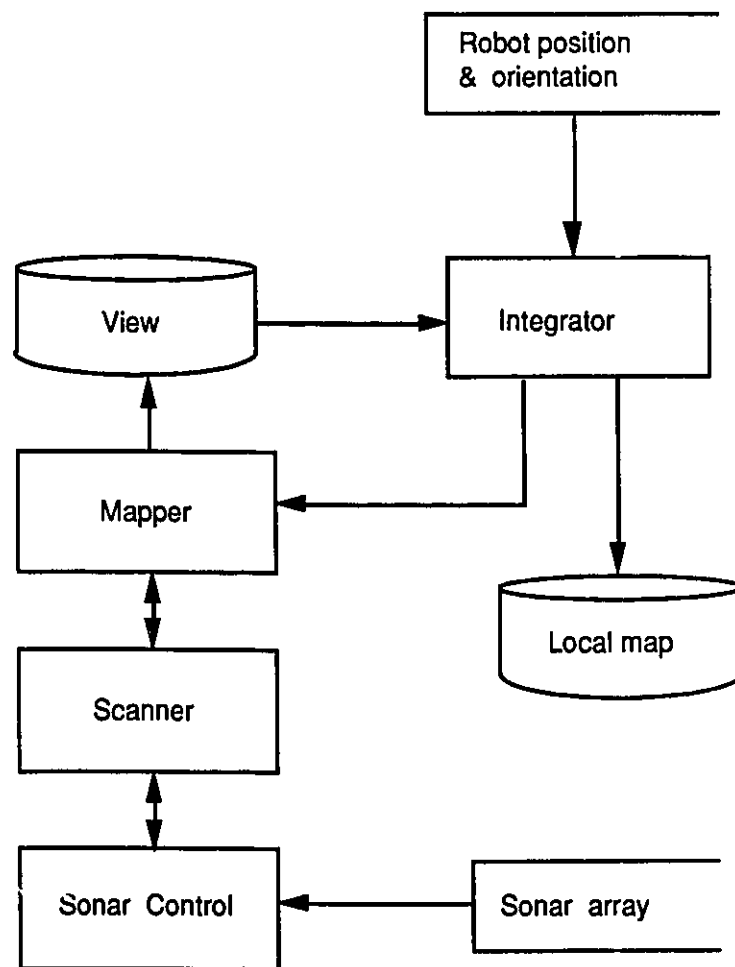 Robot position
& orientation
View
Integrator
Mapper
Local map
Scanner
Sonar Control
Sonar array